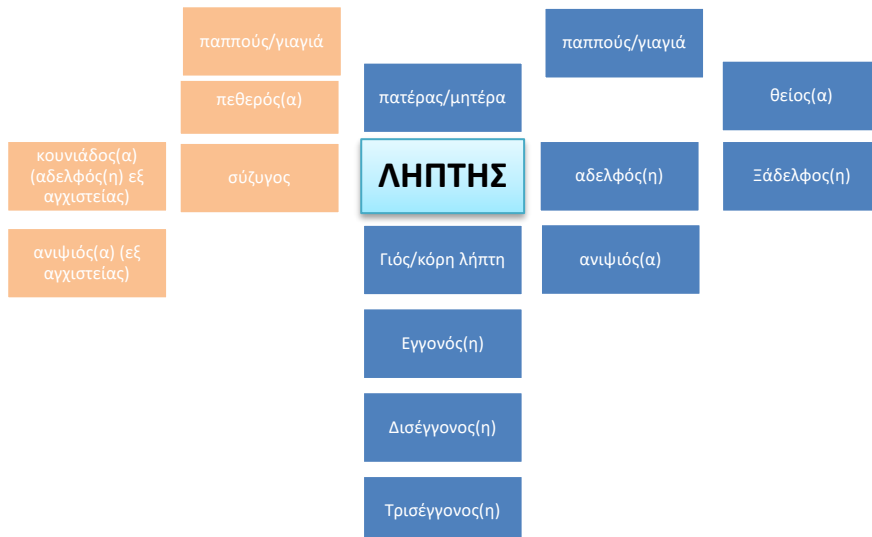 παππούς/γιαγιά
παππούς/γιαγιά
πεθερός(α)
πατέρας/μητέρα
θείος(α)
κουνιάδος(α)
(αδελφός(η) εξ
αγχιστείας)
σύζυγος
ΛΗΠΤΗΣ
αδελφός(η)
Ξάδελφος(η)
ανιψιός(α) (εξ
αγχιστείας)
Γιός/κόρη λήπτη
ανιψιός(α)
Εγγονός(η)
Δισέγγονος(η)
Τρισέγγονος(η)